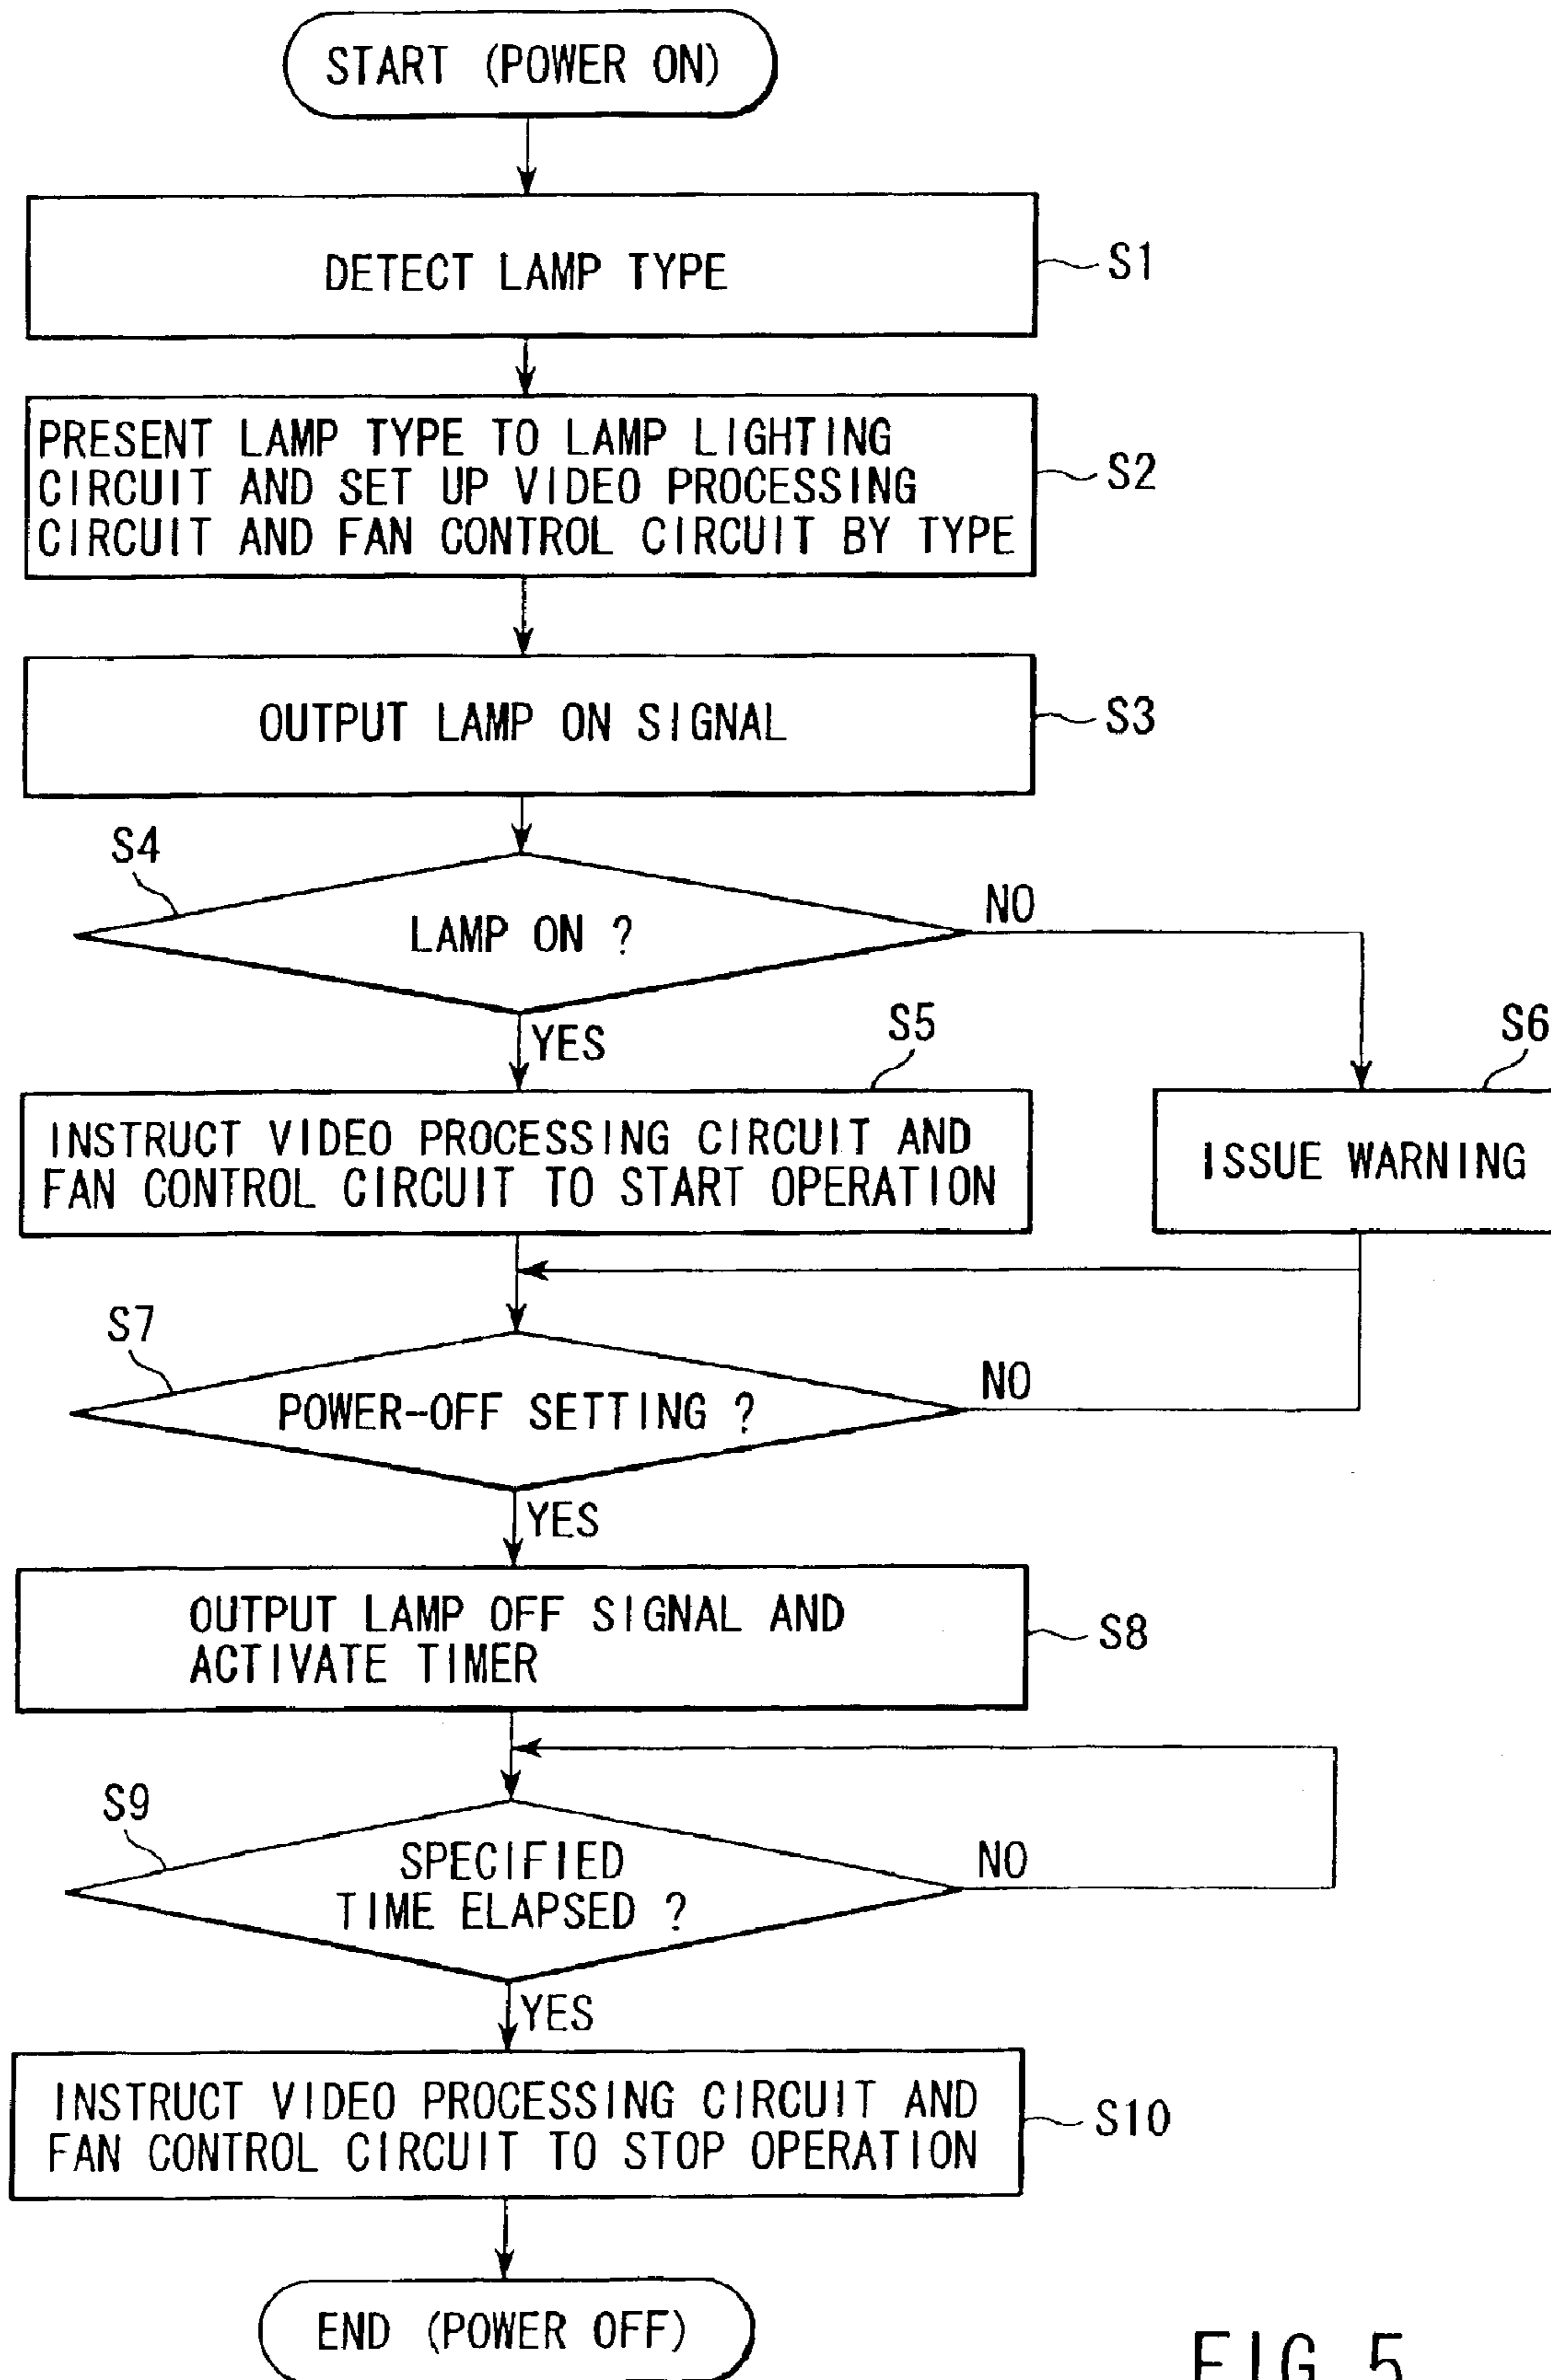 START (POWER ON)
DETECT LAMP TYPE
S1
PRESENT LAMP TYPE TO LAMP LIGHTING
CIRCUIT AND SET UP VIDEO PROCESSING
CIRCUIT AND FAN CONTROL CIRCUIT BY TYPE
S2
OUTPUT LAMP ON SIGNAL
S3
S4
LAMP ON ?
NO
YES
S5
S6
INSTRUCT VIDEO PROCESSING CIRCUIT AND
FAN CONTROL CIRCUIT TO START OPERATION
ISSUE WARNING
S7
POWER-OFF SETTING ?
NO
YES
OUTPUT LAMP OFF SIGNAL AND
ACTIVATE TIMER
S8
S9
SPECIFIED
TIME ELAPSED ?
NO
YES
INSTRUCT VIDEO PROCESSING CIRCUIT AND
FAN CONTROL CIRCUIT TO STOP OPERATION
S10
END (POWER OFF)
FIG 5